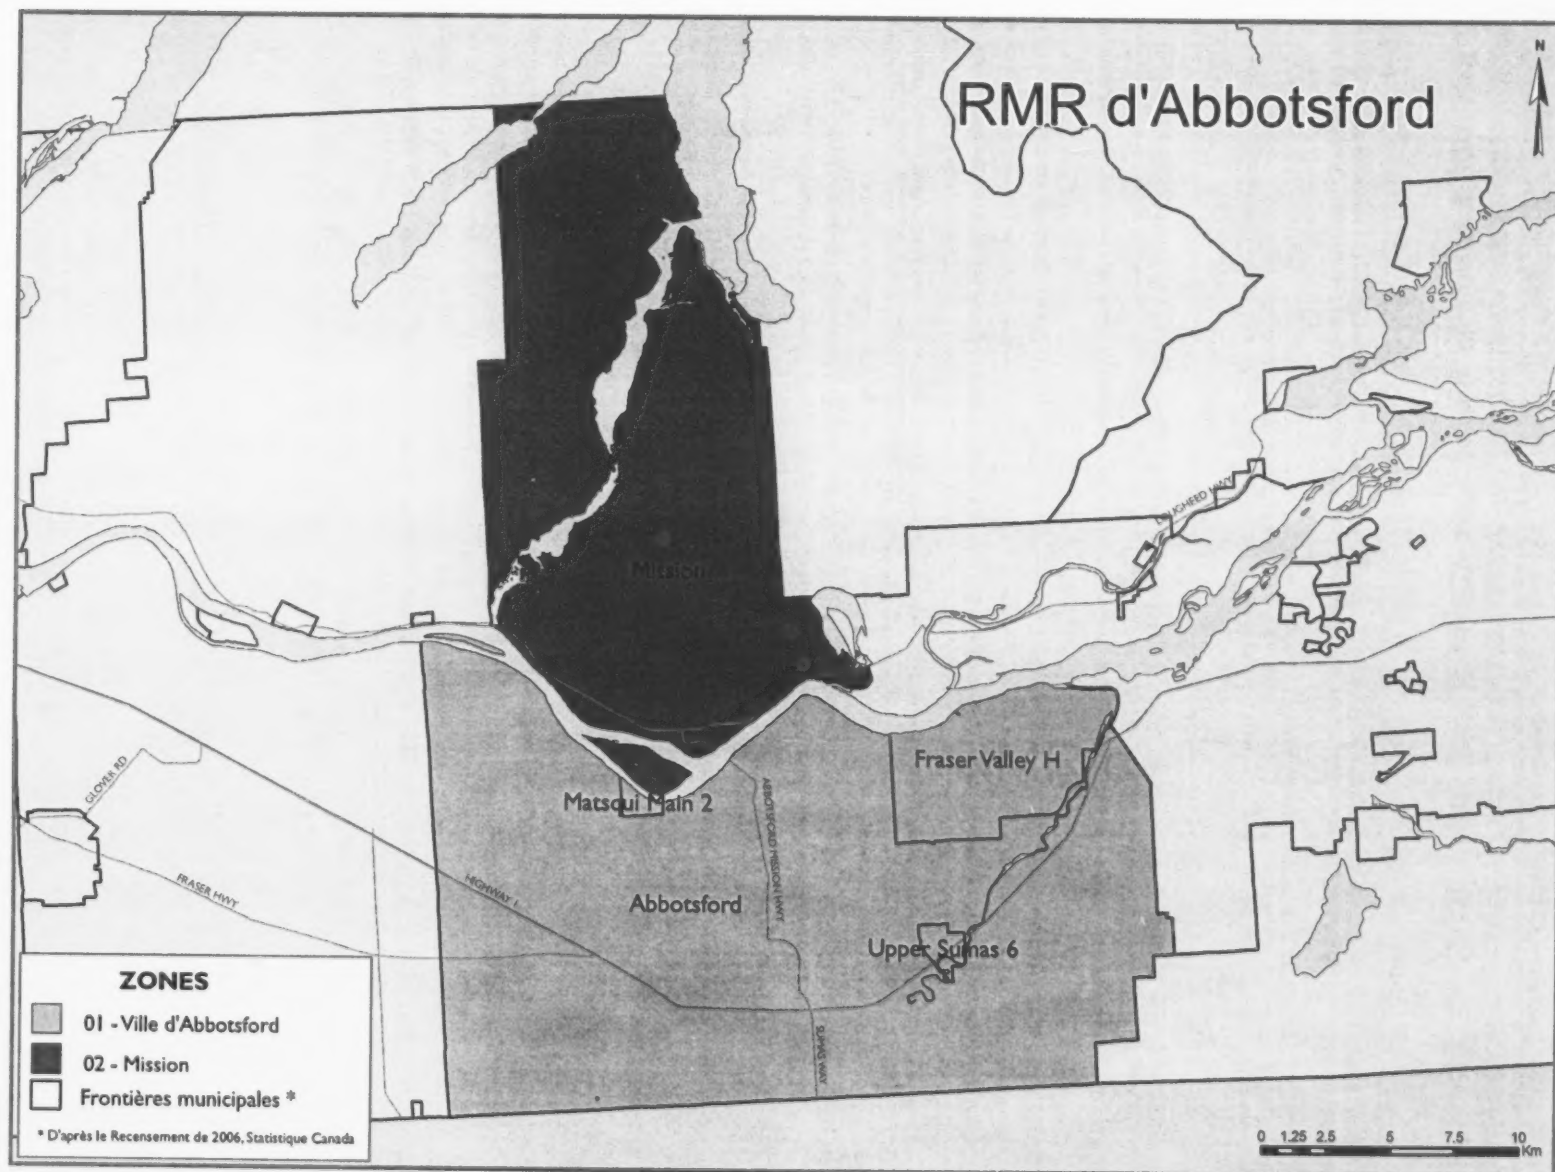 N
RMR d'Abbotsford
LOUGHEED HWY
Mission
Fraser Valley H
GLOVER RD
Matsqui Main 2
ABBOTSFORD MISSION HWY
FRASER HWY
HIGHWAY 1
Abbotsford
Upper Sumas 6
SUMAS WAY
ZONES
01 - Ville d'Abbotsford
02 - Mission
Frontières municipales *
* D'après le Recensement de 2006, Statistique Canada
0 1.25 2.5 5 7.5 10
Km